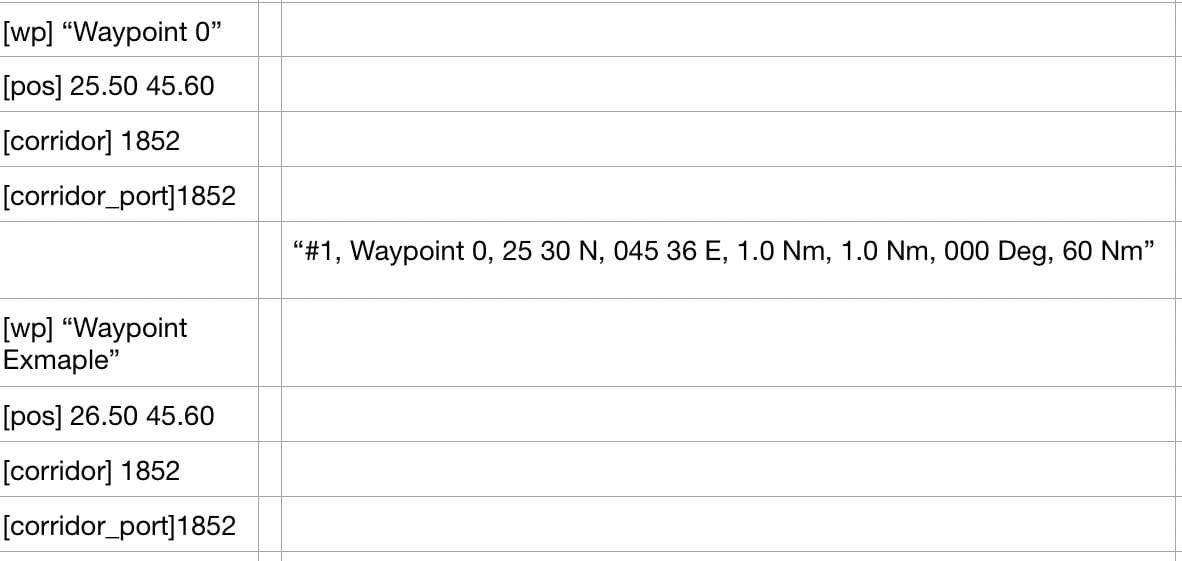 [wp] “Waypoint 0”
[pos] 25.50 45.60
[corridor] 1852
[corridor_port]1852
“#1, Waypoint 0, 25 30 N, 045 36 E, 1.0 Nm, 1.0 Nm, 000 Deg, 60 Nm”
[wp] “Waypoint
Exmaple”
[pos] 26.50 45.60
[corridor] 1852
[corridor_port]1852